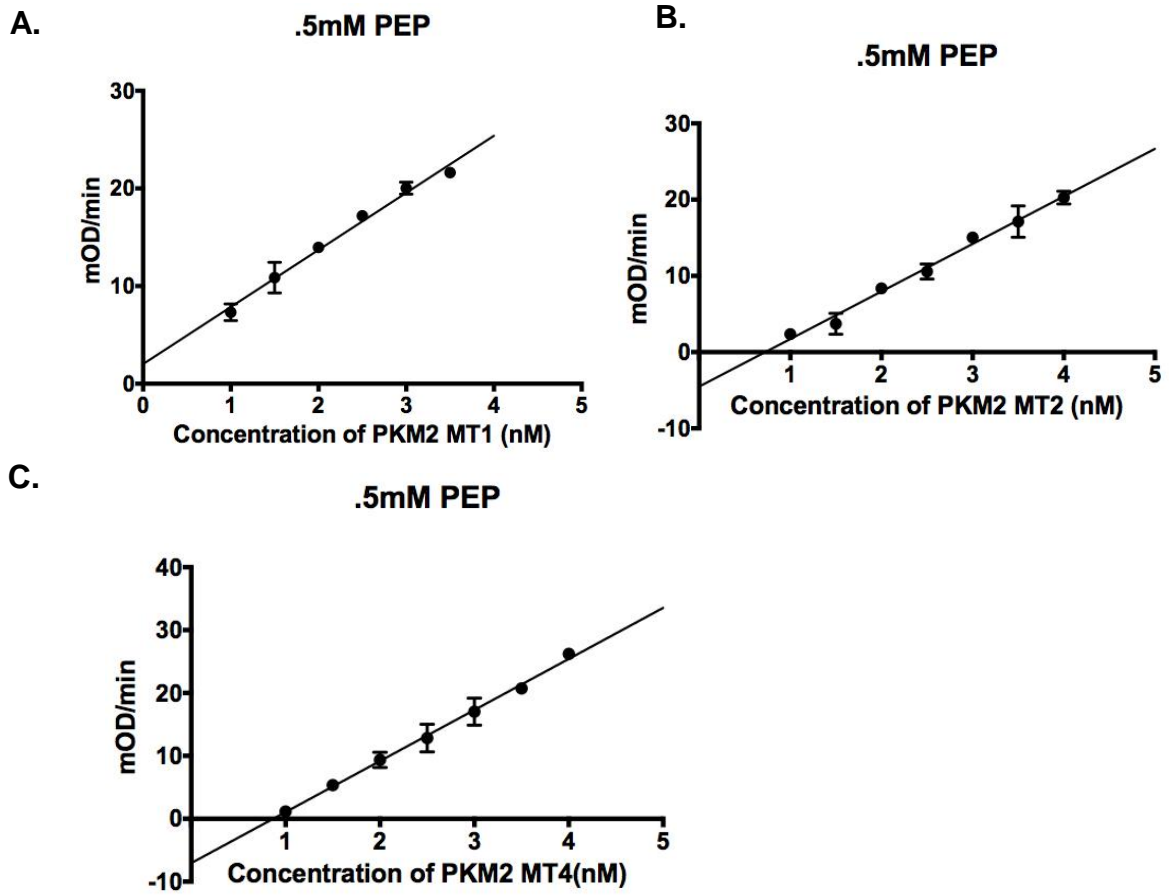 A.
.5mM PEP
30
20
10
0
mOD/min
0 1 2 3 4 5
Concentration of PKM2 MT1 (nM)
B.
.5mM PEP
30
20
10
0
-10
mOD/min
1 2 3 4 5
Concentration of PKM2 MT2 (nM)
C.
.5mM PEP
40
30
20
10
0
-10
mOD/min
1 2 3 4 5
Concentration of PKM2 MT4(nM)